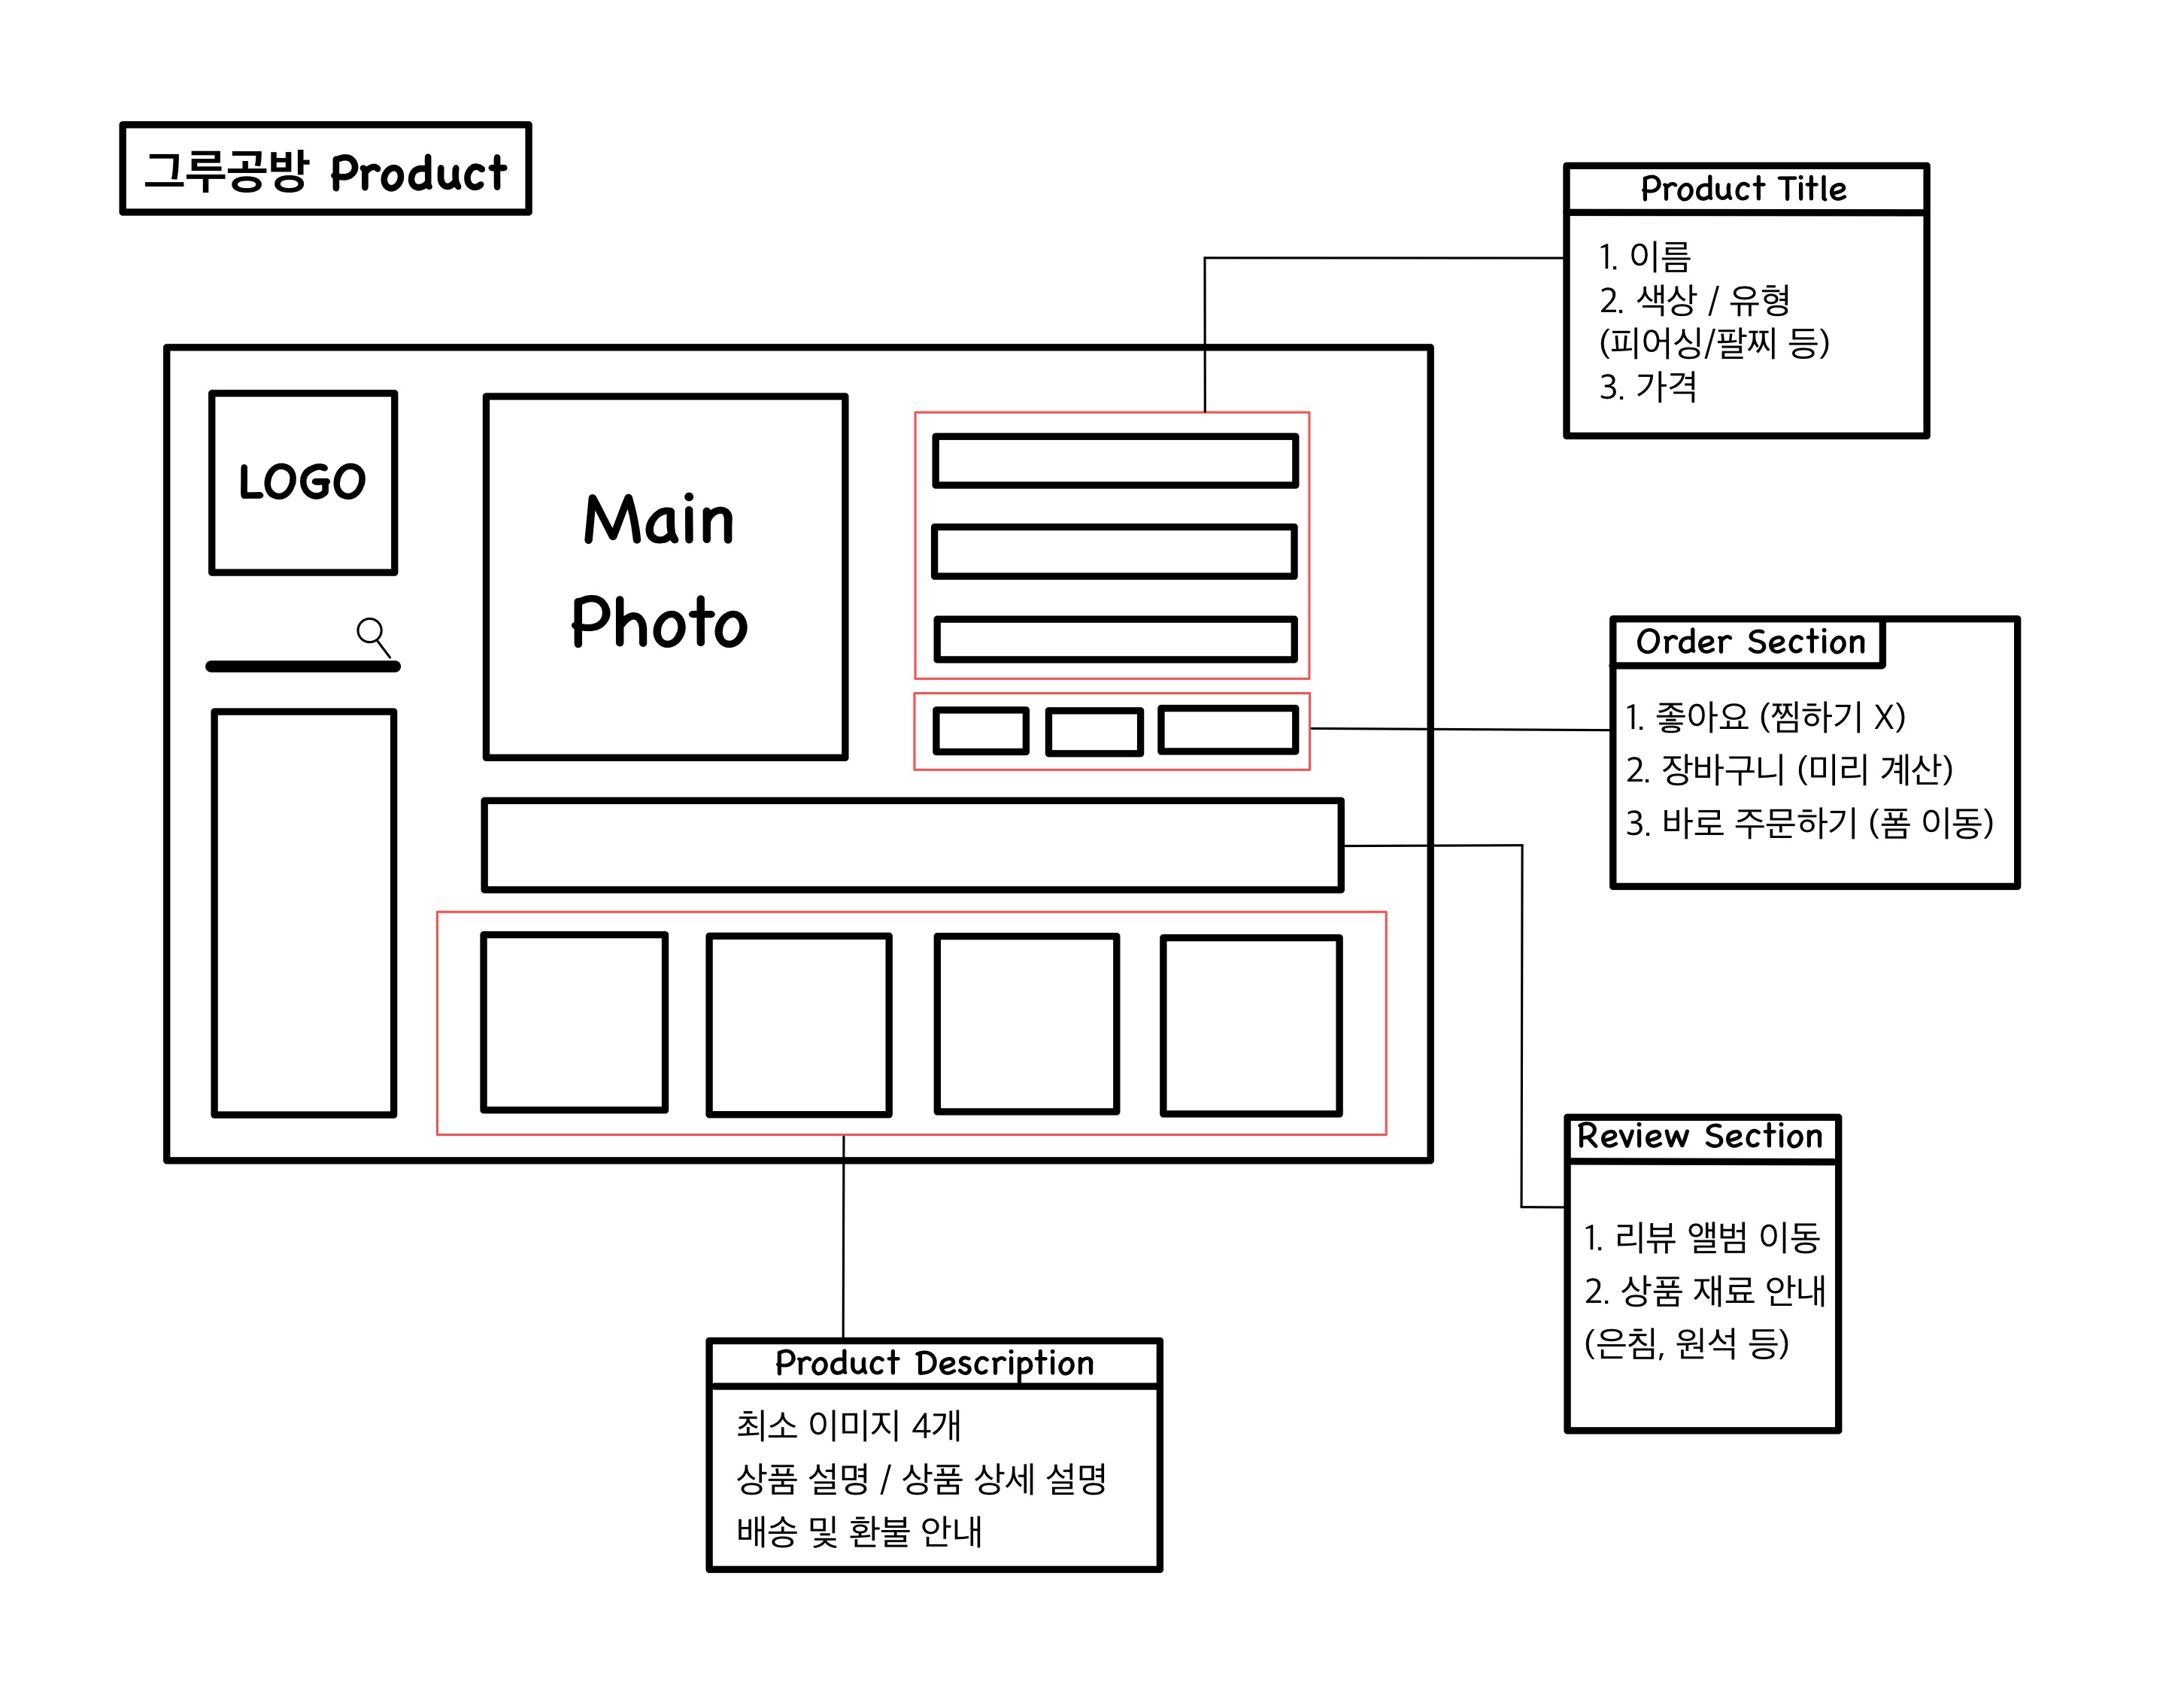 그루공방 Product
Product Title
1. 이름
2. 색상 / 유형
(피어싱/팔찌 등)
3. 가격
LOGO
Main
Photo
Order Section
1. 좋아요 (찜하기 X)
2. 장바구니 (미리 계산)
3. 바로 주문하기 (폼 이동)
Review Section
1. 리뷰 앨범 이동
2. 상품 재료 안내
(은침, 원석 등)
Product Description
최소 이미지 4개
상품 설명 / 상품 상세 설명
배송 및 환불 안내